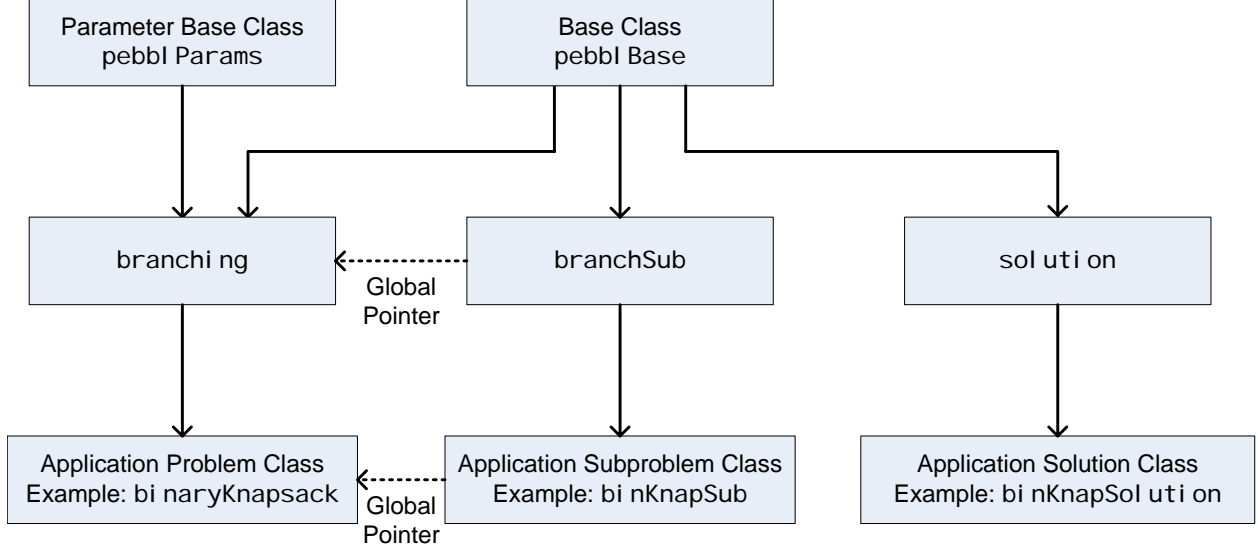 Parameter Base Class
pebblParams
Base Class
pebblBase
branching
branchSub
solution
Global
Pointer
Application Problem Class
Example: binaryKnapsack
Application Subproblem Class
Example: binKnapSub
Application Solution Class
Example: binKnapSolution
Global
Pointer